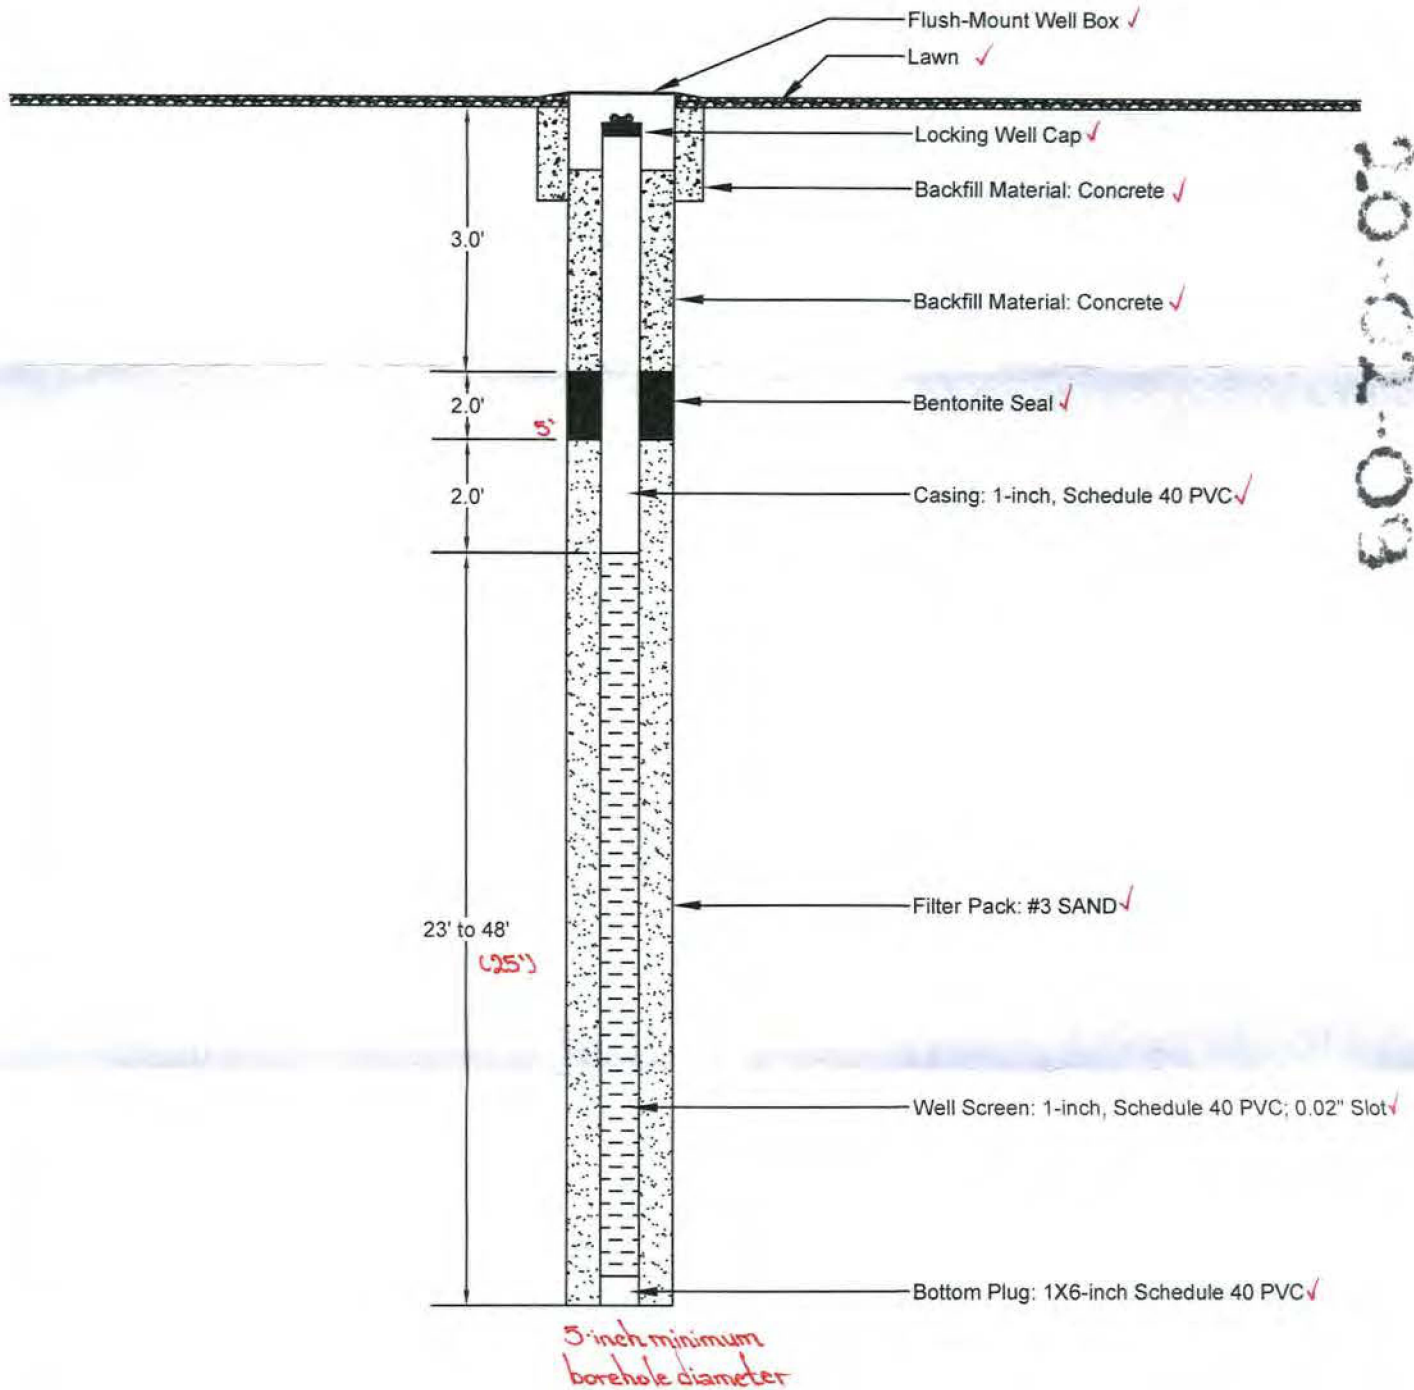 Flush-Mount Well Box ✓
Lawn ✓
Locking Well Cap ✓
Backfill Material: Concrete ✓
3.0'
Backfill Material: Concrete ✓
2.0'
5'
Bentonite Seal ✓
2.0'
Casing: 1-inch, Schedule 40 PVC ✓
Filter Pack: #3 SAND ✓
23' to 48'
(25')
Well Screen: 1-inch, Schedule 40 PVC; 0.02" Slot ✓
Bottom Plug: 1X6-inch Schedule 40 PVC ✓
5-inch minimum
borehole diameter